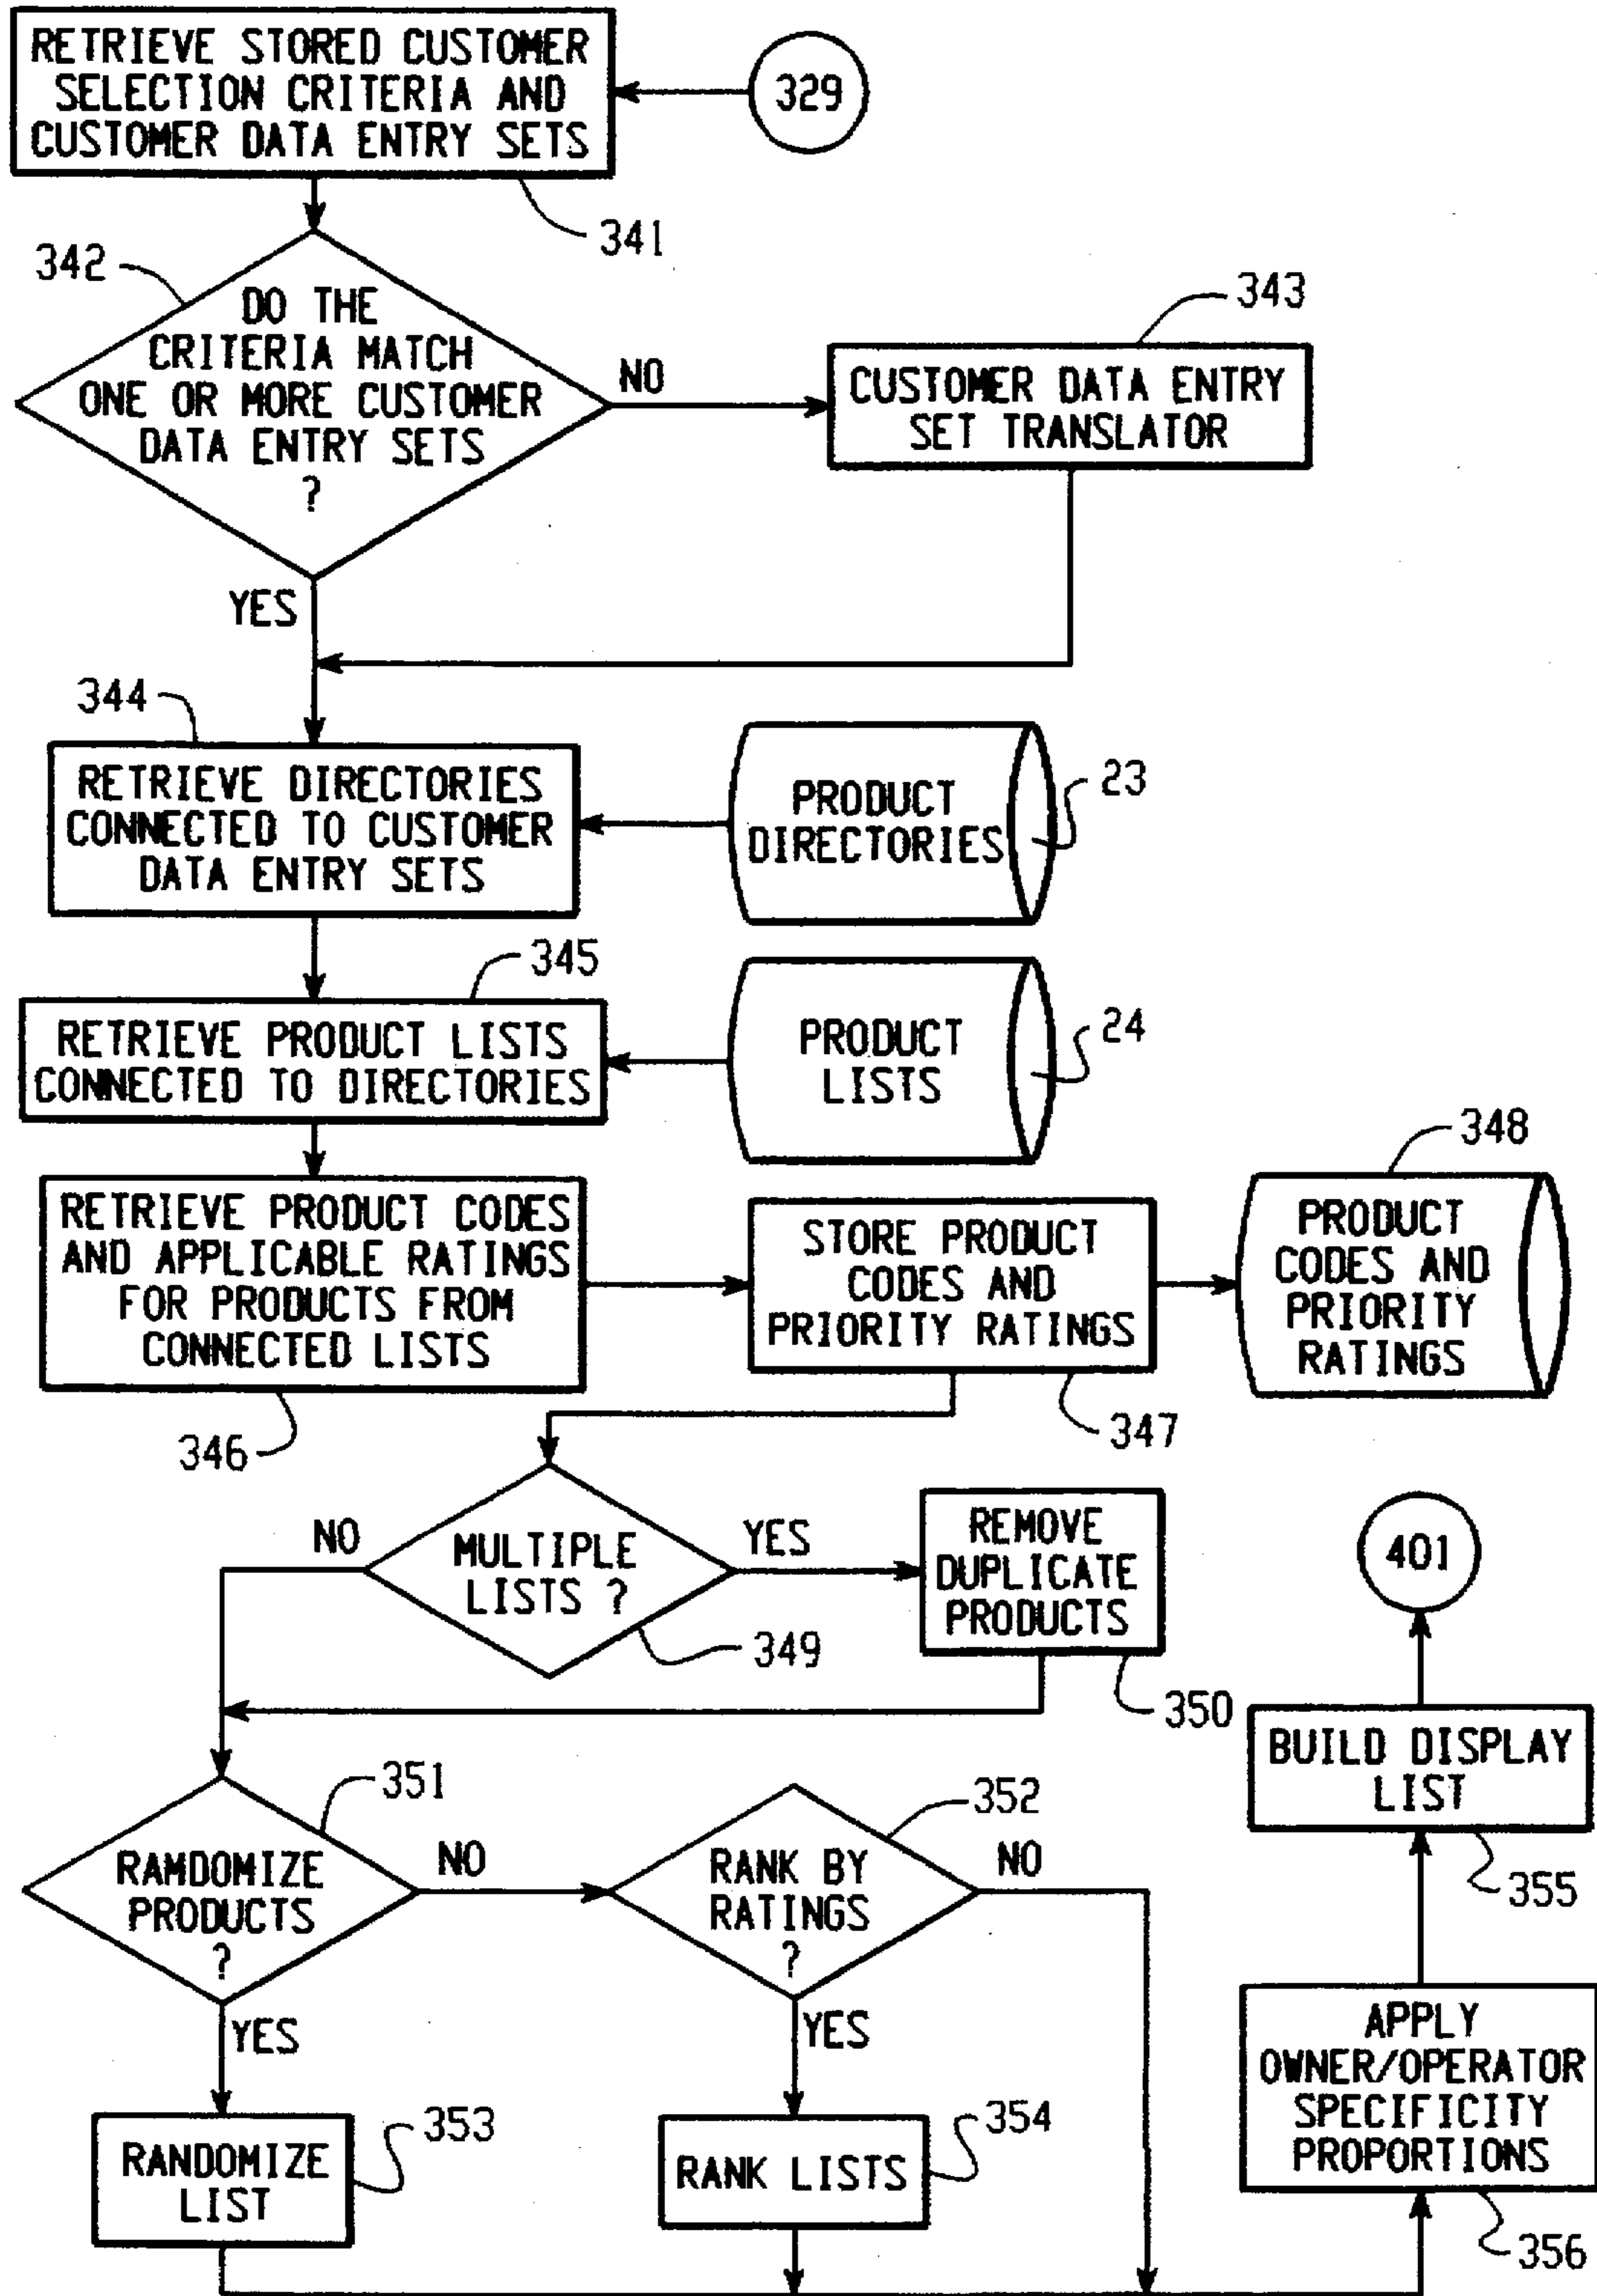 RETRIEVE STORED CUSTOMER
SELECTION CRITERIA AND
CUSTOMER DATA ENTRY SETS
329
341
342
DO THE
CRITERIA MATCH
ONE OR MORE CUSTOMER
DATA ENTRY SETS
?
NO
343
CUSTOMER DATA ENTRY
SET TRANSLATOR
YES
344
RETRIEVE DIRECTORIES
CONNECTED TO CUSTOMER
DATA ENTRY SETS
PRODUCT
DIRECTORIES
23
345
RETRIEVE PRODUCT LISTS
CONNECTED TO DIRECTORIES
PRODUCT
LISTS
24
RETRIEVE PRODUCT CODES
AND APPLICABLE RATINGS
FOR PRODUCTS FROM
CONNECTED LISTS
346
STORE PRODUCT
CODES AND
PRIORITY RATINGS
347
348
PRODUCT
CODES AND
PRIORITY
RATINGS
NO
MULTIPLE
LISTS ?
YES
349
REMOVE
DUPLICATE
PRODUCTS
350
401
BUILD DISPLAY
LIST
355
351
RAMDOMIZE
PRODUCTS
?
NO
352
RANK BY
RATINGS
?
NO
YES
YES
RANDOMIZE
LIST
353
RANK LISTS
354
APPLY
OWNER/OPERATOR
SPECIFICITY
PROPORTIONS
356